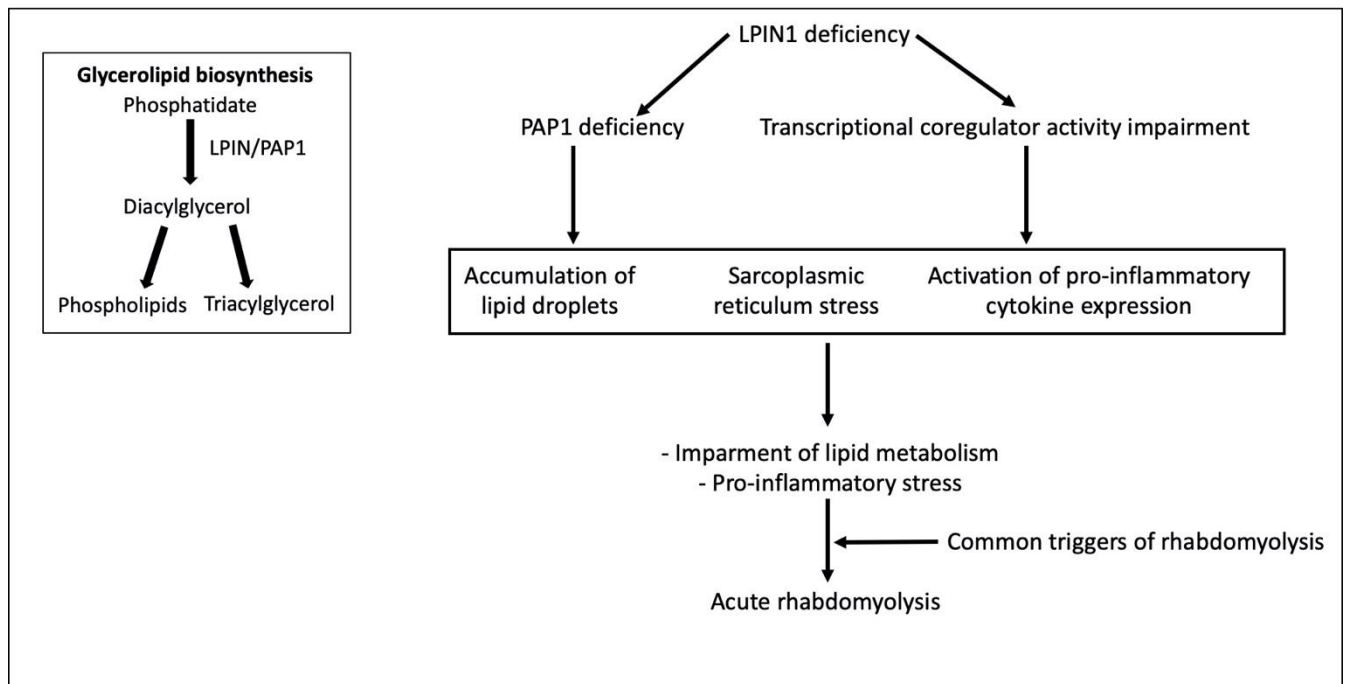 Glycerolipid biosynthesis
Phosphatidate
LPIN/PAP1
Diacylglycerol
Phospholipids Triacylglycerol
LPIN1 deficiency
PAP1 deficiency
Transcriptional coregulator activity impairment
Accumulation of
lipid droplets
Sarcoplasmic
reticulum stress
Activation of pro-inflammatory
cytokine expression
- Imparment of lipid metabolism
- Pro-inflammatory stress
Common triggers of rhabdomyolysis
Acute rhabdomyolysis